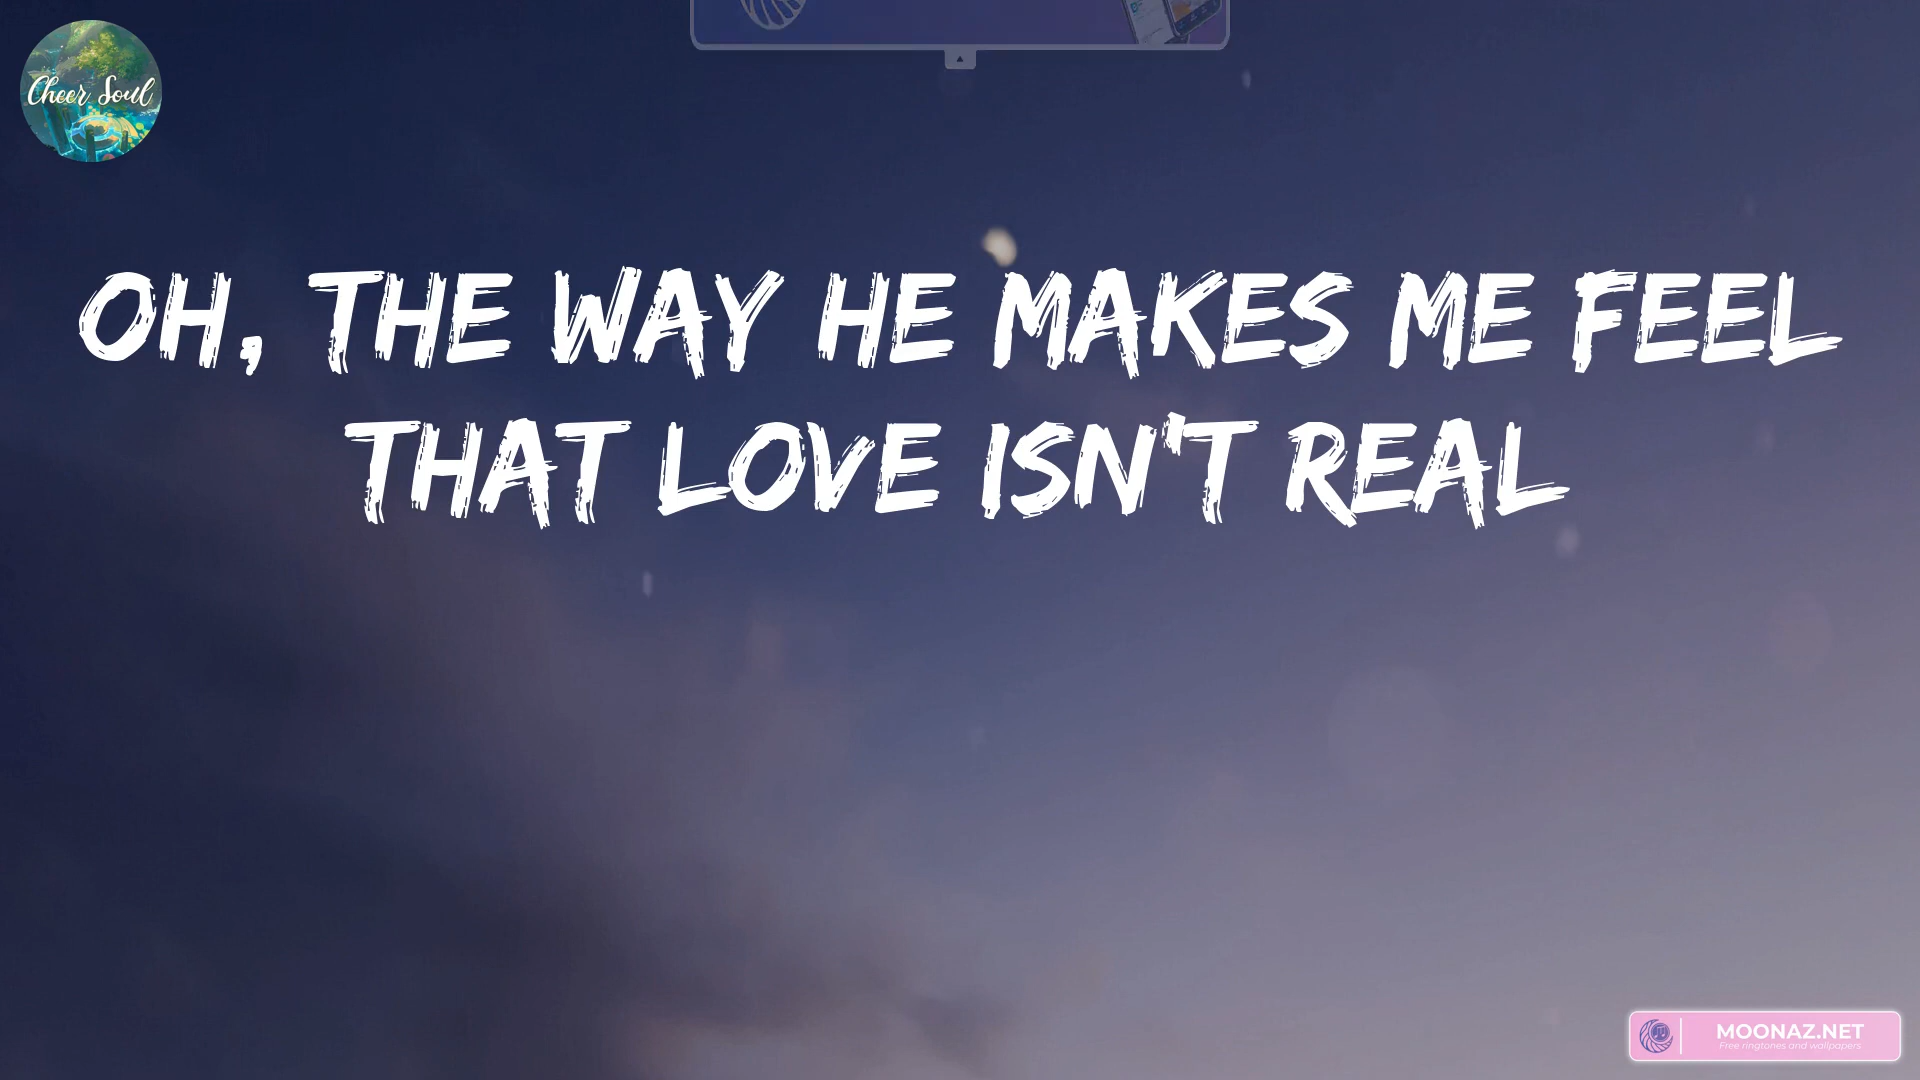 Cheer Soul
OH, THE WAY HE MAKES ME FEEL
THAT LOVE ISN'T REAL
MOONAZ.NET
Free ringtones and wallpapers